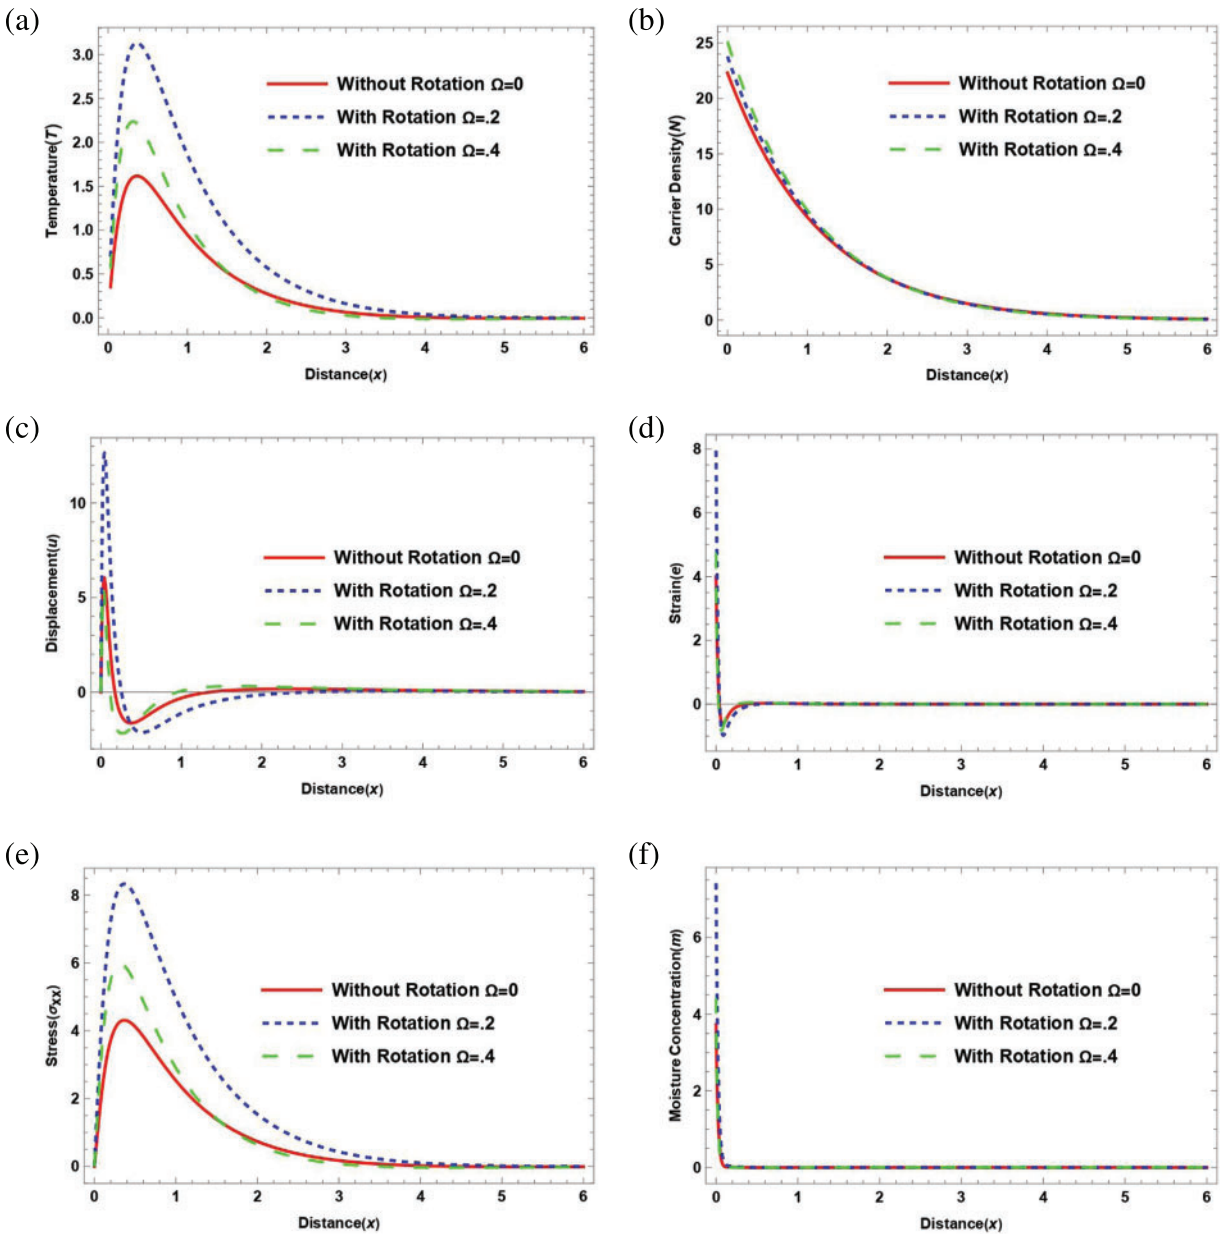 (a)
3.0
2.5
2.0
1.5
1.0
0.5
0.0
Temperature(T)
Without Rotation Ω=0
With Rotation Ω=.2
With Rotation Ω=.4
0 1 2 3 4 5 6
Distance(x)
(b)
25
20
15
10
5
0
Carrier Density(N)
Without Rotation Ω=0
With Rotation Ω=.2
With Rotation Ω=.4
0 1 2 3 4 5 6
Distance(x)
(c)
10
5
0
Displacement(u)
Without Rotation Ω=0
With Rotation Ω=.2
With Rotation Ω=.4
0 1 2 3 4 5 6
Distance(x)
(d)
8
6
4
2
0
Strain(e)
Without Rotation Ω=0
With Rotation Ω=.2
With Rotation Ω=.4
0 1 2 3 4 5 6
Distance(x)
(e)
8
6
4
2
0
Stress(σxx)
Without Rotation Ω=0
With Rotation Ω=.2
With Rotation Ω=.4
0 1 2 3 4 5 6
Distance(x)
(f)
6
4
2
0
Moisture Concentration(m)
Without Rotation Ω=0
With Rotation Ω=.2
With Rotation Ω=.4
0 1 2 3 4 5 6
Distance(x)